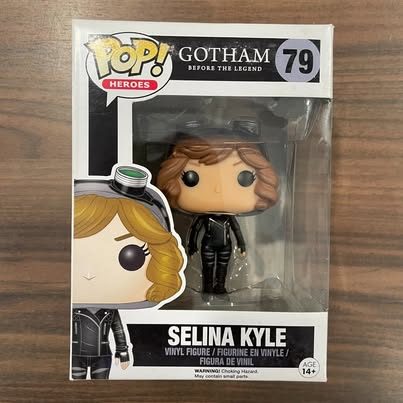 POP!
HEROES
GOTHAM
BEFORE THE LEGEND
79
SELINA KYLE
VINYL FIGURE / FIGURINE EN VINYLE /
FIGURA DE VINIL
WARNING! Choking Hazard.
May contain small parts.
AGE
14+